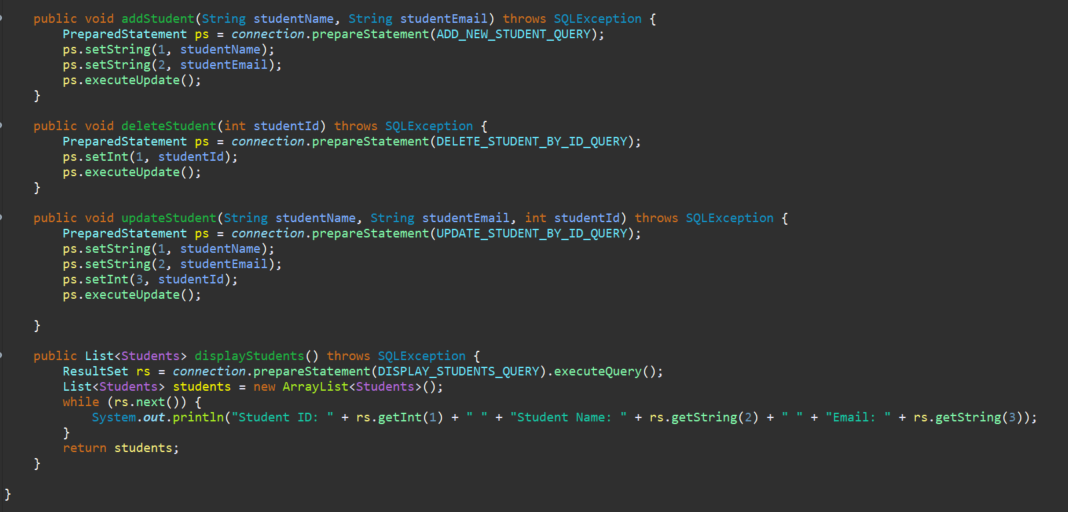 public void addStudent(String studentName, String studentEmail) throws SQLException {
PreparedStatement ps = connection.prepareStatement(ADD_NEW_STUDENT_QUERY);
ps.setString(1, studentName);
ps.setString(2, studentEmail);
ps.executeUpdate();
}
public void deleteStudent(int studentId) throws SQLException {
PreparedStatement ps = connection.prepareStatement(DELETE_STUDENT_BY_ID_QUERY);
ps.setInt(1, studentId);
ps.executeUpdate();
}
public void updateStudent(String studentName, String studentEmail, int studentId) throws SQLException {
PreparedStatement ps = connection.prepareStatement(UPDATE_STUDENT_BY_ID_QUERY);
ps.setString(1, studentName);
ps.setString(2, studentEmail);
ps.setInt(3, studentId);
ps.executeUpdate();
}
public List<Students> displayStudents() throws SQLException {
ResultSet rs = connection.prepareStatement(DISPLAY_STUDENTS_QUERY).executeQuery();
List<Students> students = new ArrayList<Students>();
while (rs.next()) {
System.out.println("Student ID: " + rs.getInt(1) + " " + "Student Name: " + rs.getString(2) + " " + "Email: " + rs.getString(3));
}
return students;
}
}